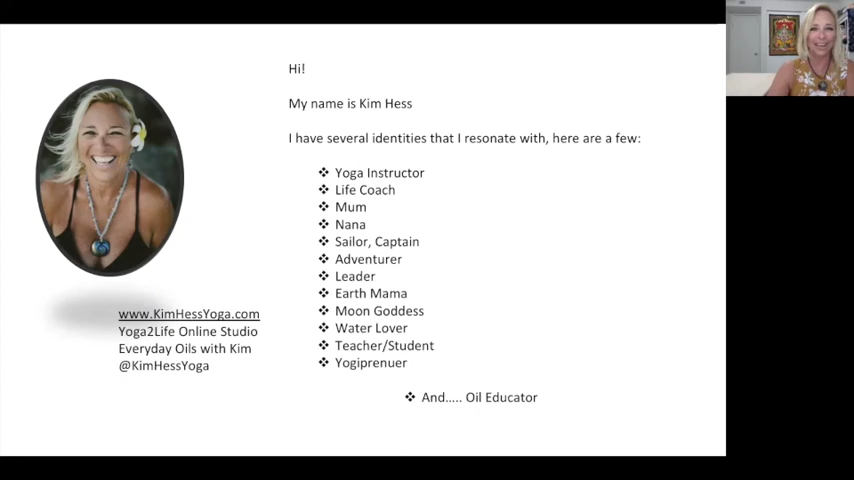 Hi!
My name is Kim Hess
I have several identities that I resonate with, here are a few:
❖ Yoga Instructor
❖ Life Coach
❖ Mum
❖ Nana
❖ Sailor, Captain
❖ Adventurer
❖ Leader
❖ Earth Mama
❖ Moon Goddess
❖ Water Lover
❖ Teacher/Student
❖ Yogiprenuer
❖ And..... Oil Educator
www.KimHessYoga.com
Yoga2Life Online Studio
Everyday Oils with Kim
@KimHessYoga